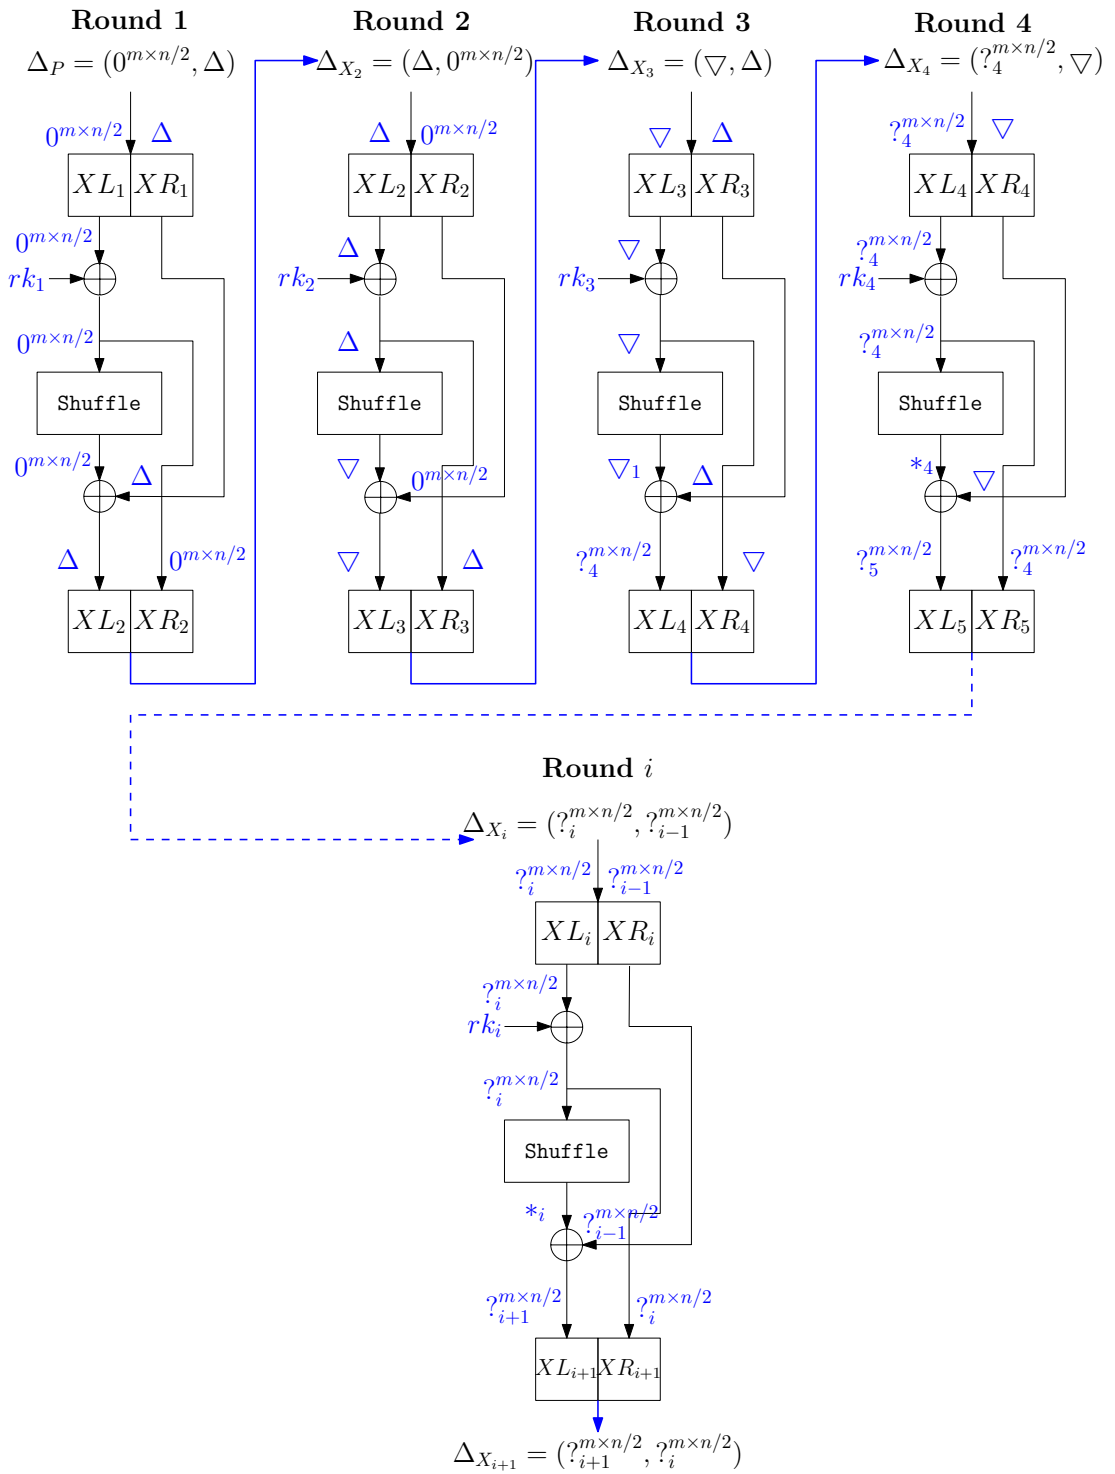 Round 1 Round 2 Round 3 Round 4
Δ_P = (0^{m×n/2}, Δ) Δ_{X_2} = (Δ, 0^{m×n/2}) Δ_{X_3} = (▽, Δ) Δ_{X_4} = (?_4^{m×n/2}, ▽)
0^{m×n/2} Δ Δ 0^{m×n/2} ▽ Δ ?_4^{m×n/2} ▽
XL_1 XR_1 XL_2 XR_2 XL_3 XR_3 XL_4 XR_4
0^{m×n/2} Δ ▽ ?_4^{m×n/2}
rk_1 rk_2 rk_3 rk_4
0^{m×n/2} Δ ▽ ?_4^{m×n/2}
Shuffle Shuffle Shuffle Shuffle
0^{m×n/2} Δ ▽ 0^{m×n/2} ▽_1 Δ *_4 ▽
Δ 0^{m×n/2} ▽ Δ ?_4^{m×n/2} ▽ ?_5^{m×n/2} ?_4^{m×n/2}
XL_2 XR_2 XL_3 XR_3 XL_4 XR_4 XL_5 XR_5
Round i
Δ_{X_i} = (?_i^{m×n/2}, ?_{i-1}^{m×n/2})
?_i^{m×n/2} ?_{i-1}^{m×n/2}
XL_i XR_i
?_i^{m×n/2}
rk_i
?_i^{m×n/2}
Shuffle
*_i ?_{i-1}^{m×n/2}
?_{i+1}^{m×n/2} ?_i^{m×n/2}
XL_{i+1} XR_{i+1}
Δ_{X_{i+1}} = (?_{i+1}^{m×n/2}, ?_i^{m×n/2})